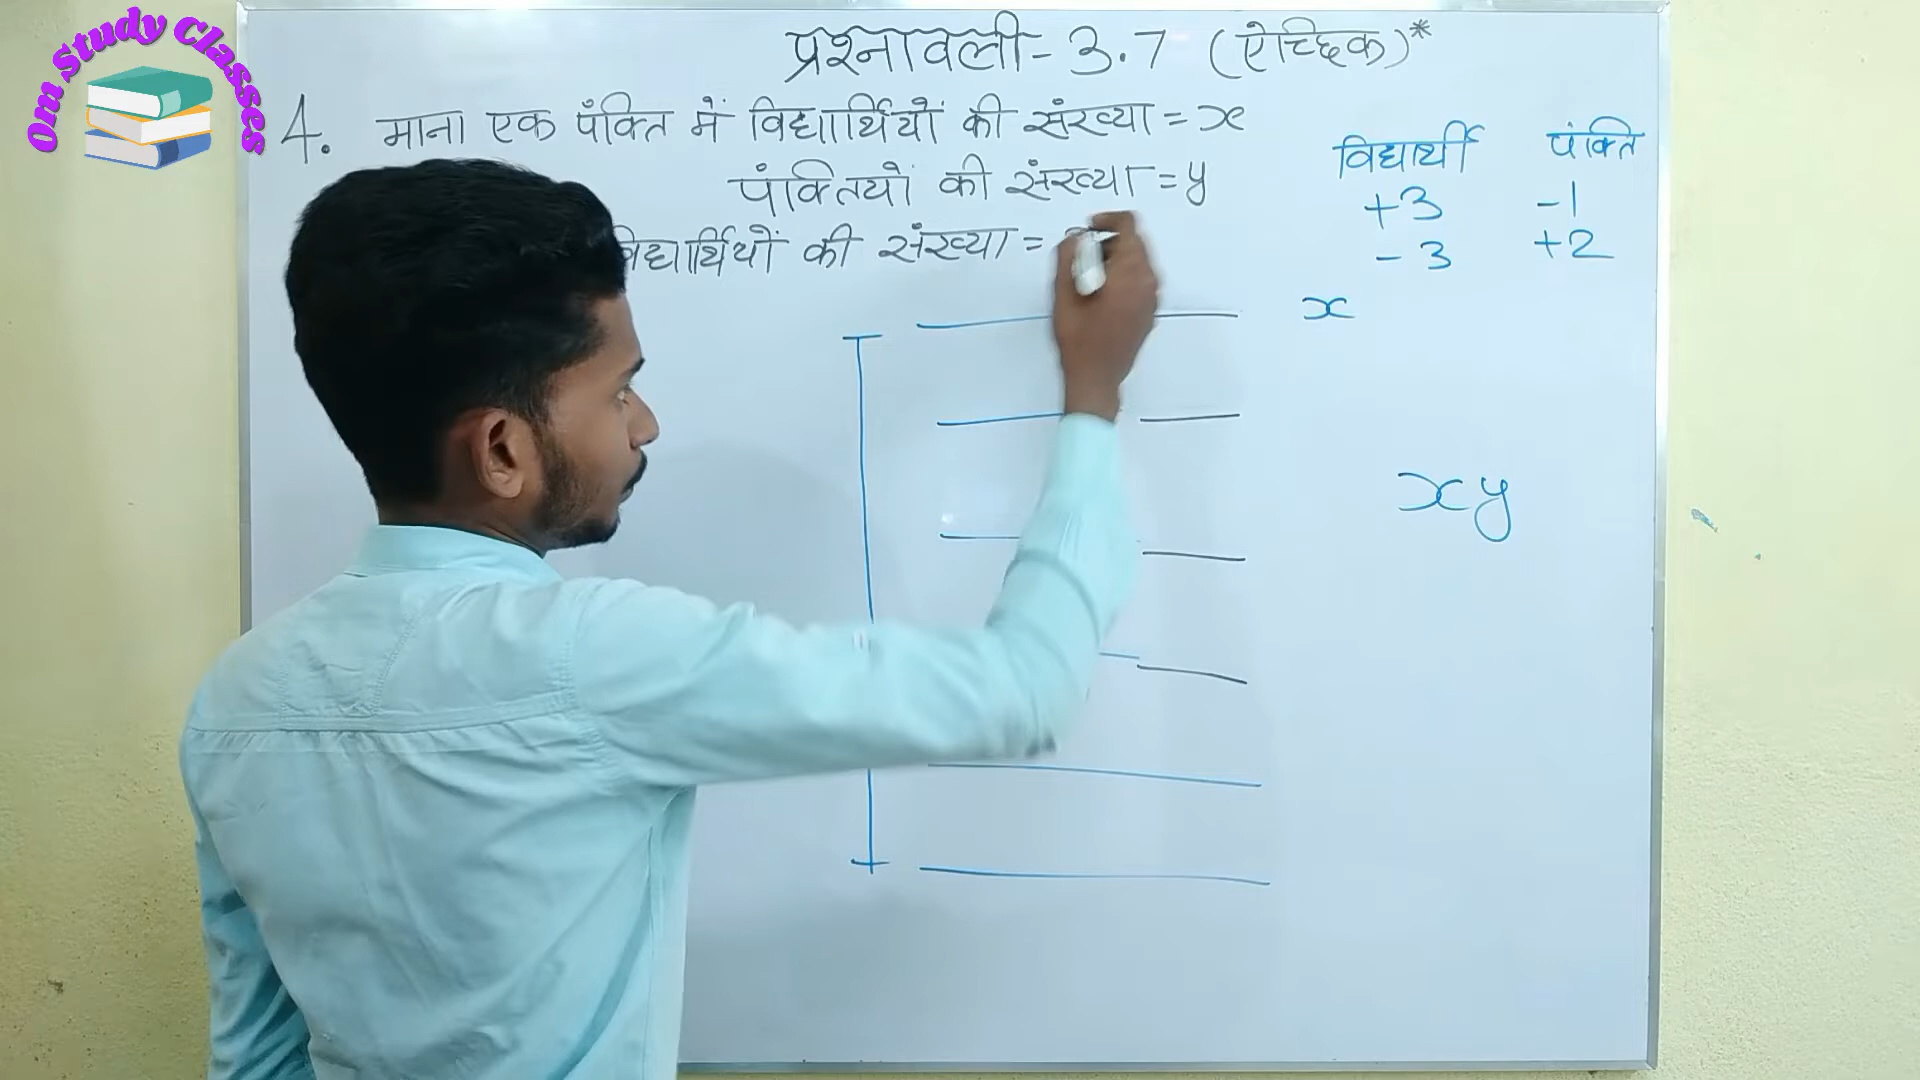 Om Study Classes
प्रश्नावली - 3.7 (ऐच्छिक)*
4. माना एक पंक्ति में विद्यार्थियों की संख्या = x
पंक्तियों की संख्या = y
विद्यार्थियों की संख्या =
विद्यार्थी पंक्ति
+3 -1
-3 +2
x
xy